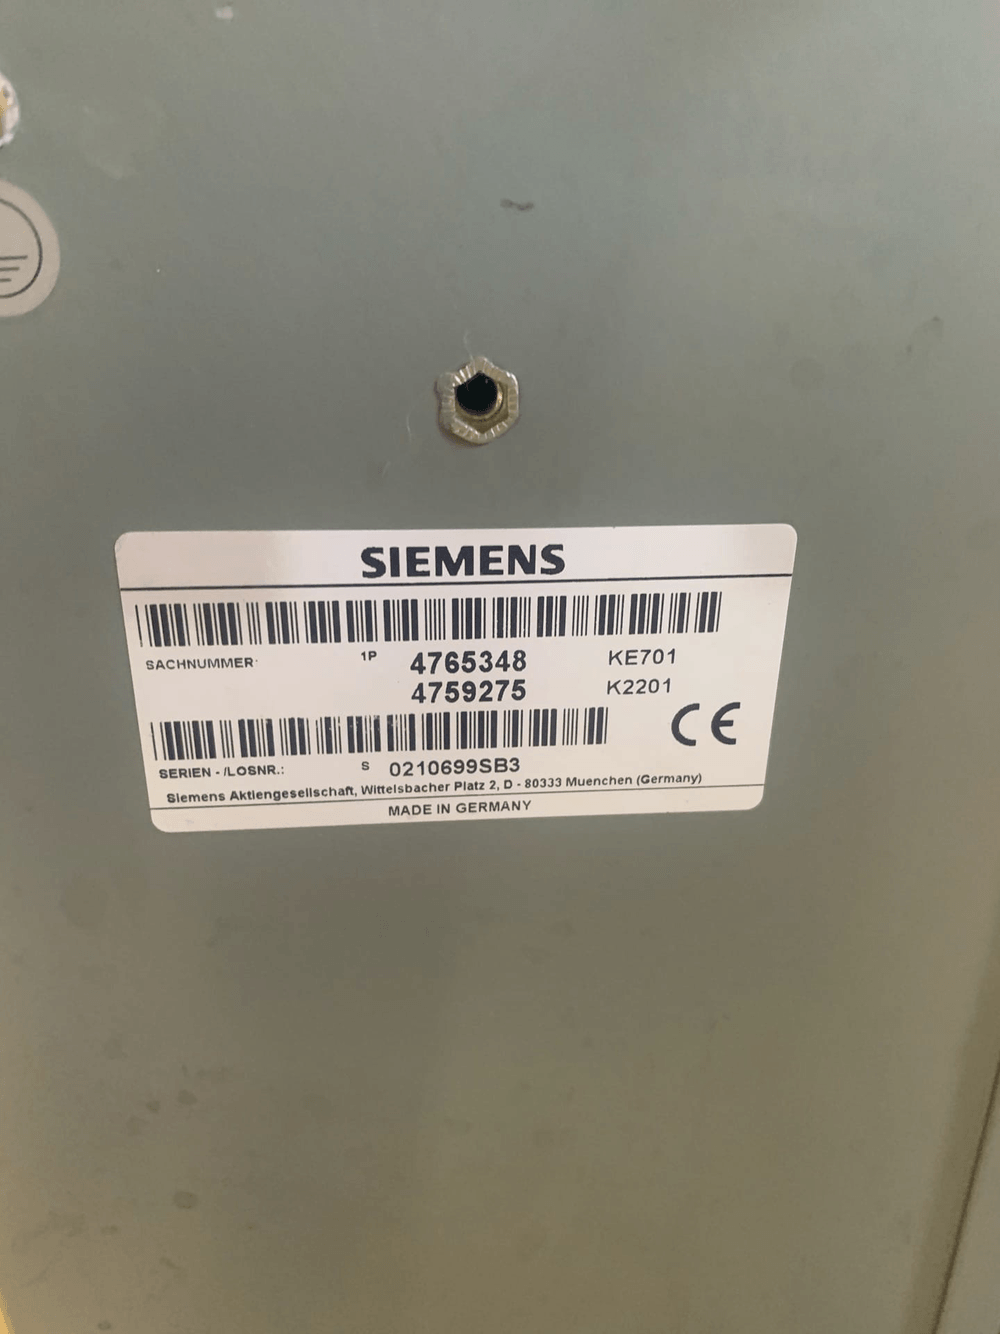 SIEMENS
SACHNUMMER 1P 4765348 KE701
4759275 K2201
CE
SERIEN - /LOSNR.: S 0210699SB3
Siemens Aktiengesellschaft, Wittelsbacher Platz 2, D - 80333 Muenchen (Germany)
MADE IN GERMANY